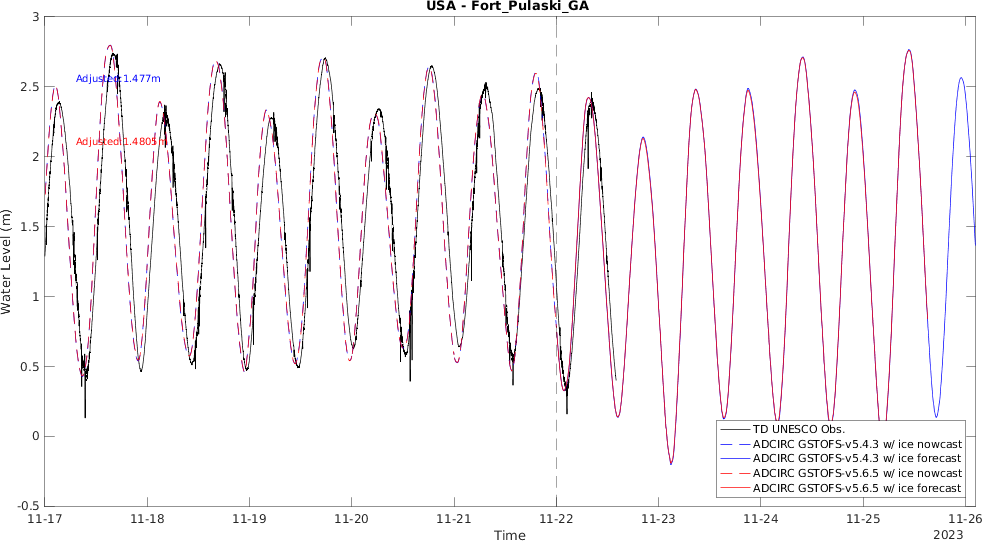 USA - Fort_Pulaski_GA
3
2.5
2
1.5
1
0.5
0
-0.5
Water Level (m)
Adjusted:1.477m
Adjusted:1.4805m
TD UNESCO Obs.
ADCIRC GSTOFS-v5.4.3 w/ ice nowcast
ADCIRC GSTOFS-v5.4.3 w/ ice forecast
ADCIRC GSTOFS-v5.6.5 w/ ice nowcast
ADCIRC GSTOFS-v5.6.5 w/ ice forecast
11-17 11-18 11-19 11-20 11-21 11-22 11-23 11-24 11-25 11-26
Time
2023